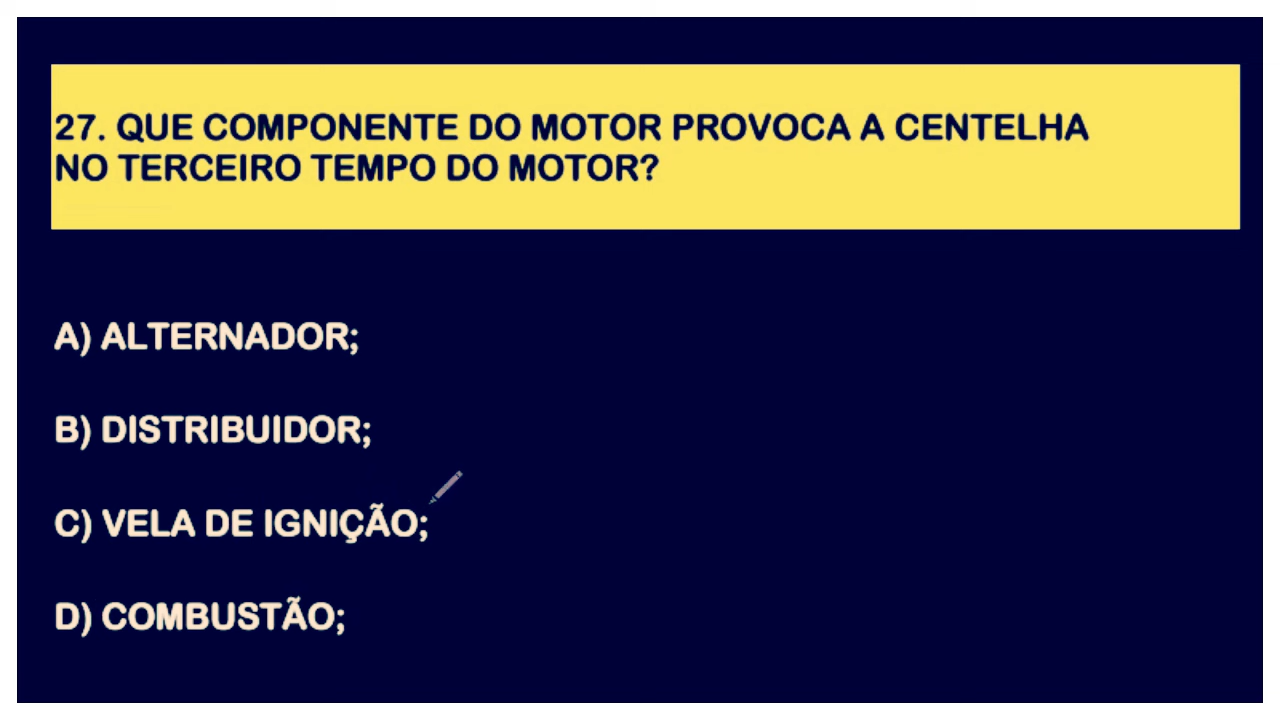 27. QUE COMPONENTE DO MOTOR PROVOCA A CENTELHA
NO TERCEIRO TEMPO DO MOTOR?
A) ALTERNADOR;
B) DISTRIBUIDOR;
C) VELA DE IGNIÇÃO;
D) COMBUSTÃO;